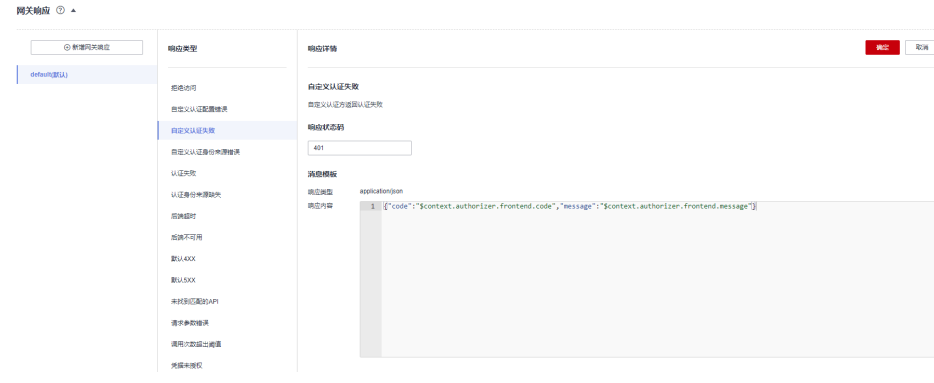 网关响应
新增网关响应
default(默认)
响应类型
拒绝访问
自定义认证配置错误
自定义认证失败
自定义认证身份来源错误
认证失败
认证身份来源缺失
后端超时
后端不可用
默认4XX
默认5XX
未找到匹配的API
请求参数错误
调用次数超出阈值
凭据未授权
响应详情
确定
取消
自定义认证失败
自定义认证方返回认证失败
响应状态码
401
消息模板
响应类型 application/json
响应内容
1 {"code":"$context.authorizer.frontend.code","message":"$context.authorizer.frontend.message"}